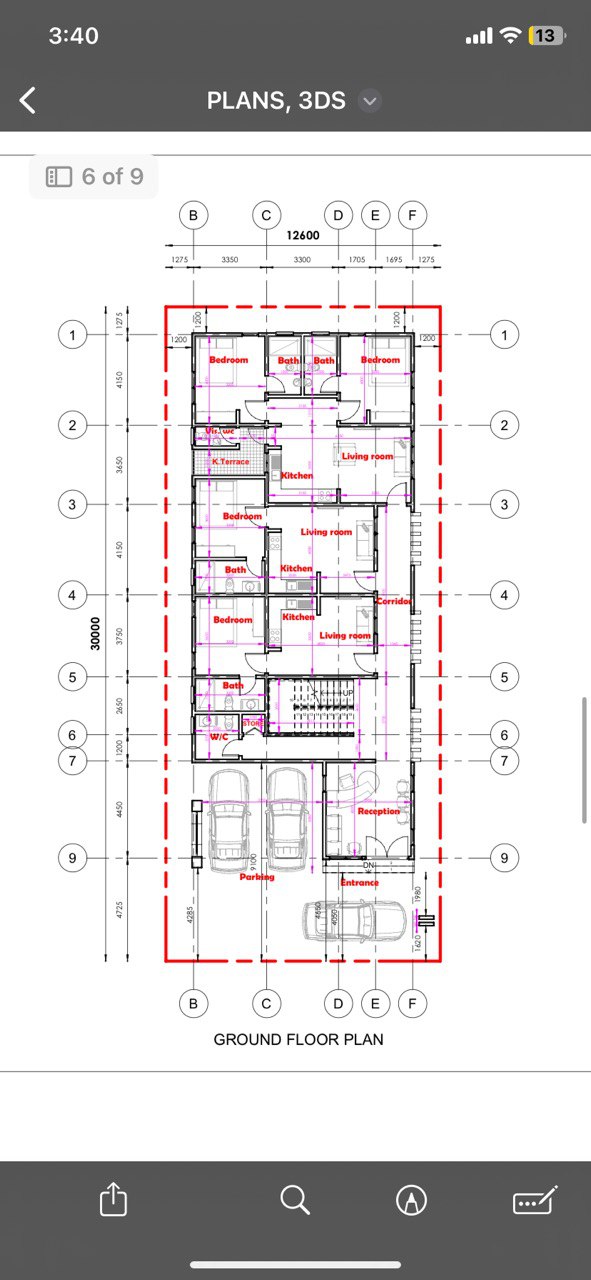 3:40
13
PLANS, 3DS
6 of 9
B C D E F
12600
1275 3350 3300 1705 1695 1275
1275
1200
1200
1 1
1200 1200
Bedroom Bath Bath Bedroom
4150
2 2
Vis. wc
Living room
K.Terrace
3650
Kitchen
3 3
Bedroom
Living room
4150
Bath Kitchen
4 4
Corridor
30000
Bedroom Kitchen
3750
Living room
5 5
Bath
UP
2650
STORE
6 W/C 6
1200
7 7
4450
Reception
9 9
9100
DN
Parking Entrance
4725
4285
4550
4050
1980
1620
B C D E F
GROUND FLOOR PLAN